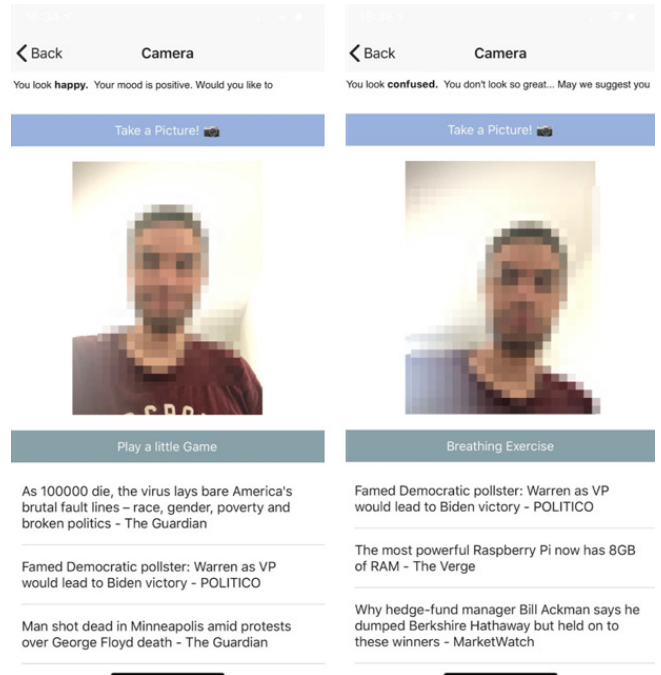 Back
Camera
You look happy. Your mood is positive. Would you like to
Take a Picture! 📷
Play a little Game
As 100000 die, the virus lays bare America's
brutal fault lines – race, gender, poverty and
broken politics - The Guardian
Famed Democratic pollster: Warren as VP
would lead to Biden victory - POLITICO
Man shot dead in Minneapolis amid protests
over George Floyd death - The Guardian
Back
Camera
You look confused. You don't look so great... May we suggest you
Take a Picture! 📷
Breathing Exercise
Famed Democratic pollster: Warren as VP
would lead to Biden victory - POLITICO
The most powerful Raspberry Pi now has 8GB
of RAM - The Verge
Why hedge-fund manager Bill Ackman says he
dumped Berkshire Hathaway but held on to
these winners - MarketWatch